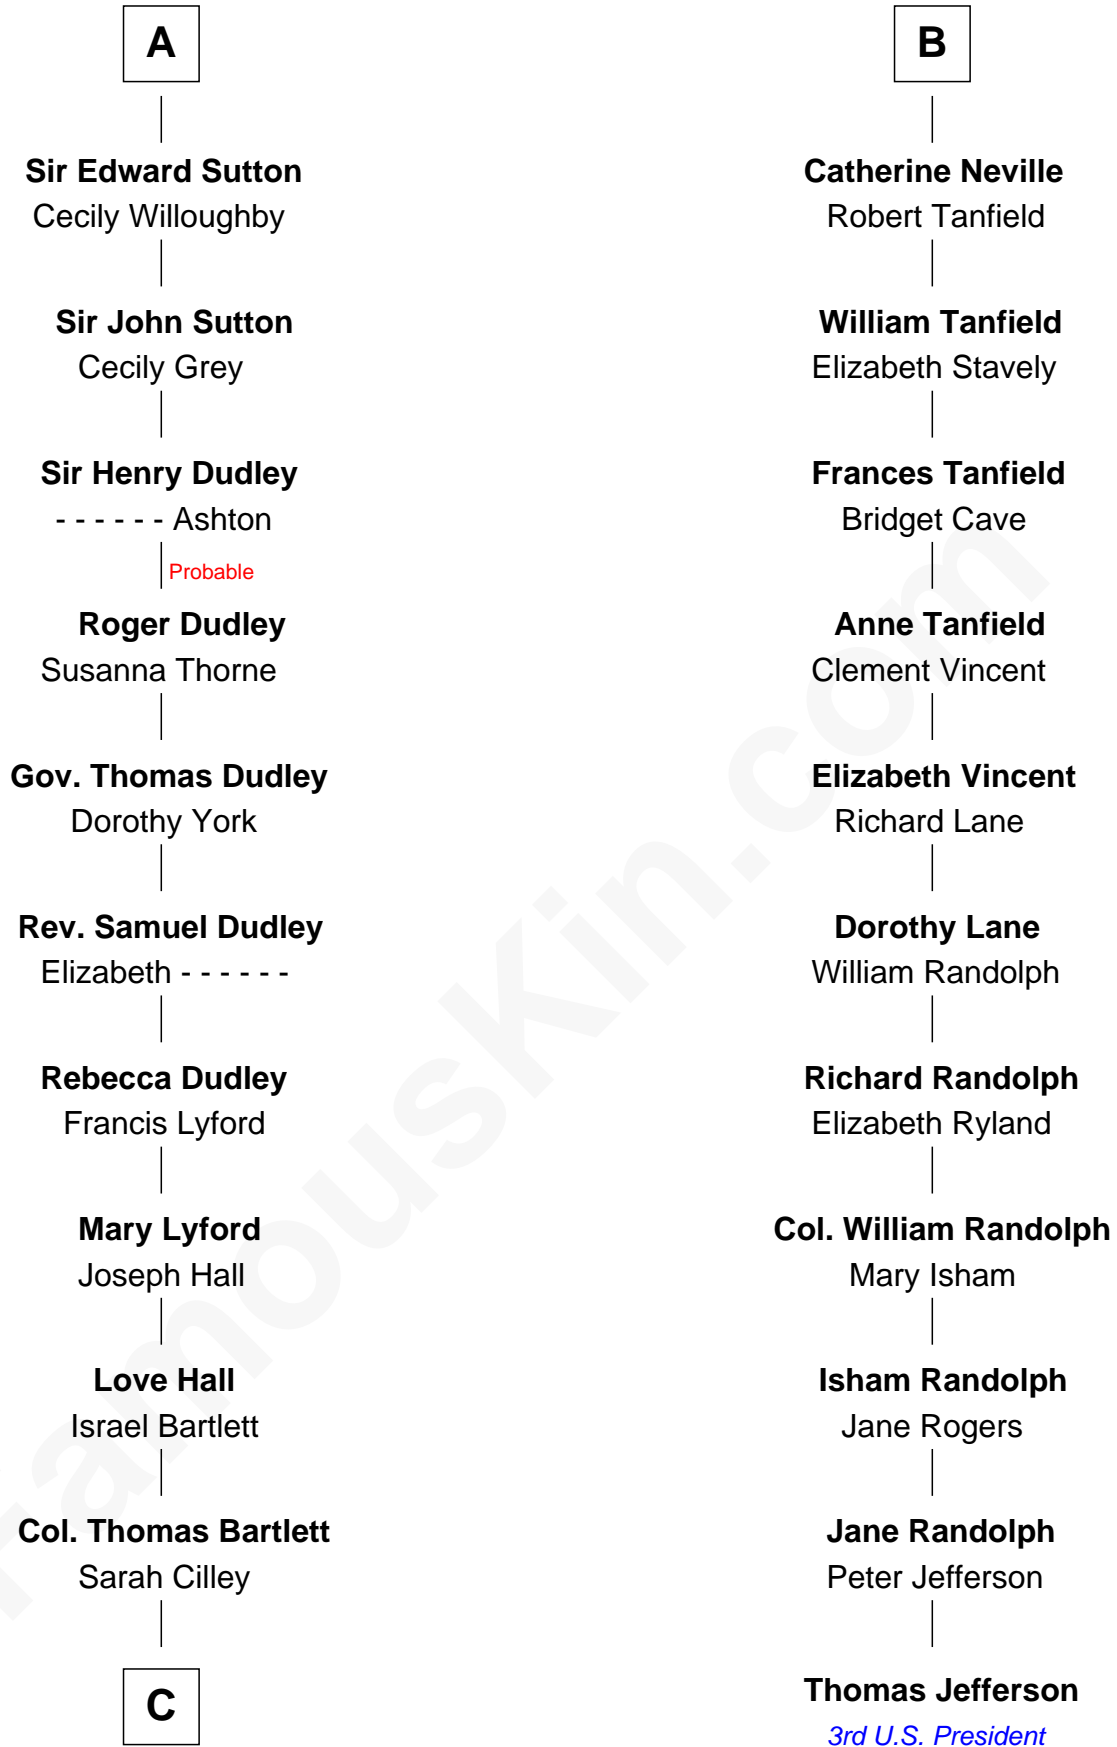 A
Sir Edward Sutton
Cecily Willoughby
Sir John Sutton
Cecily Grey
Sir Henry Dudley
- - - - - - Ashton
Probable
Roger Dudley
Susanna Thorne
Gov. Thomas Dudley
Dorothy York
Rev. Samuel Dudley
Elizabeth - - - - - -
Rebecca Dudley
Francis Lyford
Mary Lyford
Joseph Hall
Love Hall
Israel Bartlett
Col. Thomas Bartlett
Sarah Cilley
C
B
Catherine Neville
Robert Tanfield
William Tanfield
Elizabeth Stavely
Frances Tanfield
Bridget Cave
Anne Tanfield
Clement Vincent
Elizabeth Vincent
Richard Lane
Dorothy Lane
William Randolph
Richard Randolph
Elizabeth Ryland
Col. William Randolph
Mary Isham
Isham Randolph
Jane Rogers
Jane Randolph
Peter Jefferson
Thomas Jefferson
3rd U.S. President
FamousKin.com